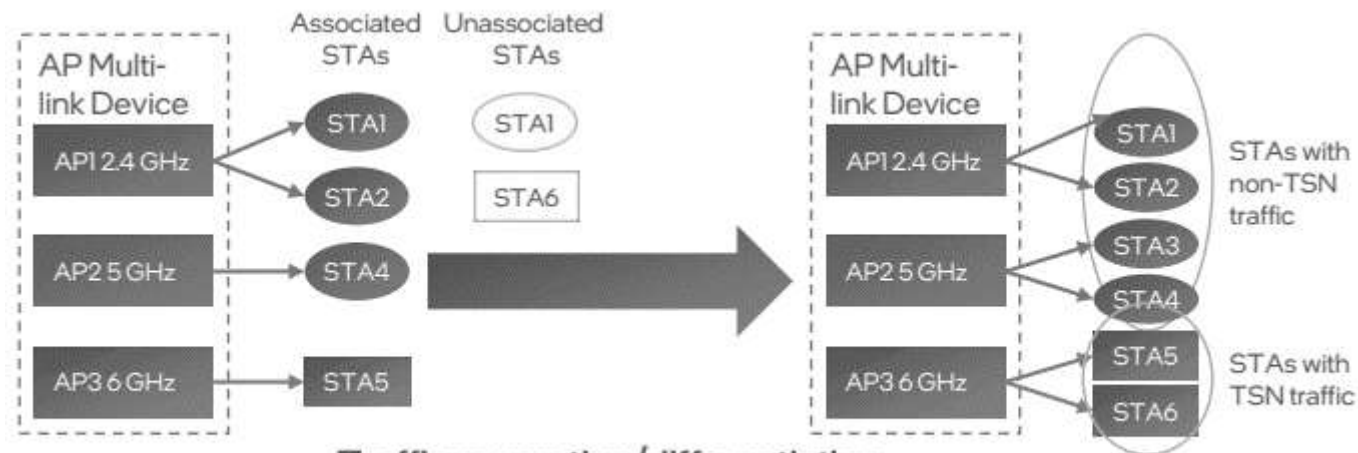 Associated
STAs
Unassociated
STAs
AP Multi-
link Device
AP1 2.4 GHz
STA1
STA2
STA1
STA6
AP2 5 GHz
STA4
AP3 6 GHz
STA5
AP Multi-
link Device
AP1 2.4 GHz
STA1
STA2
STAs with
non-TSN
traffic
AP2 5 GHz
STA3
STA4
AP3 6 GHz
STA5
STA6
STAs with
TSN traffic